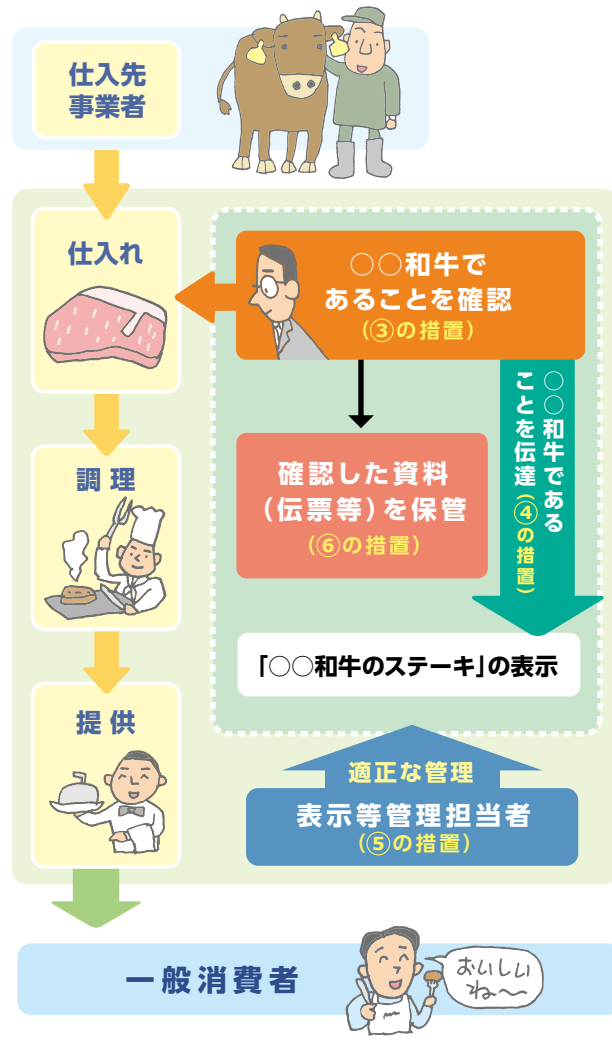 仕入先
事業者
仕入れ
○○和牛で
あることを確認
（③の措置）
○○和牛である
ことを伝達（④の措置）
調理
確認した資料
（伝票等）を保管
（⑥の措置）
「○○和牛のステーキ」の表示
提供
適正な管理
表示等管理担当者
（⑤の措置）
一般消費者
おいしい
ね〜